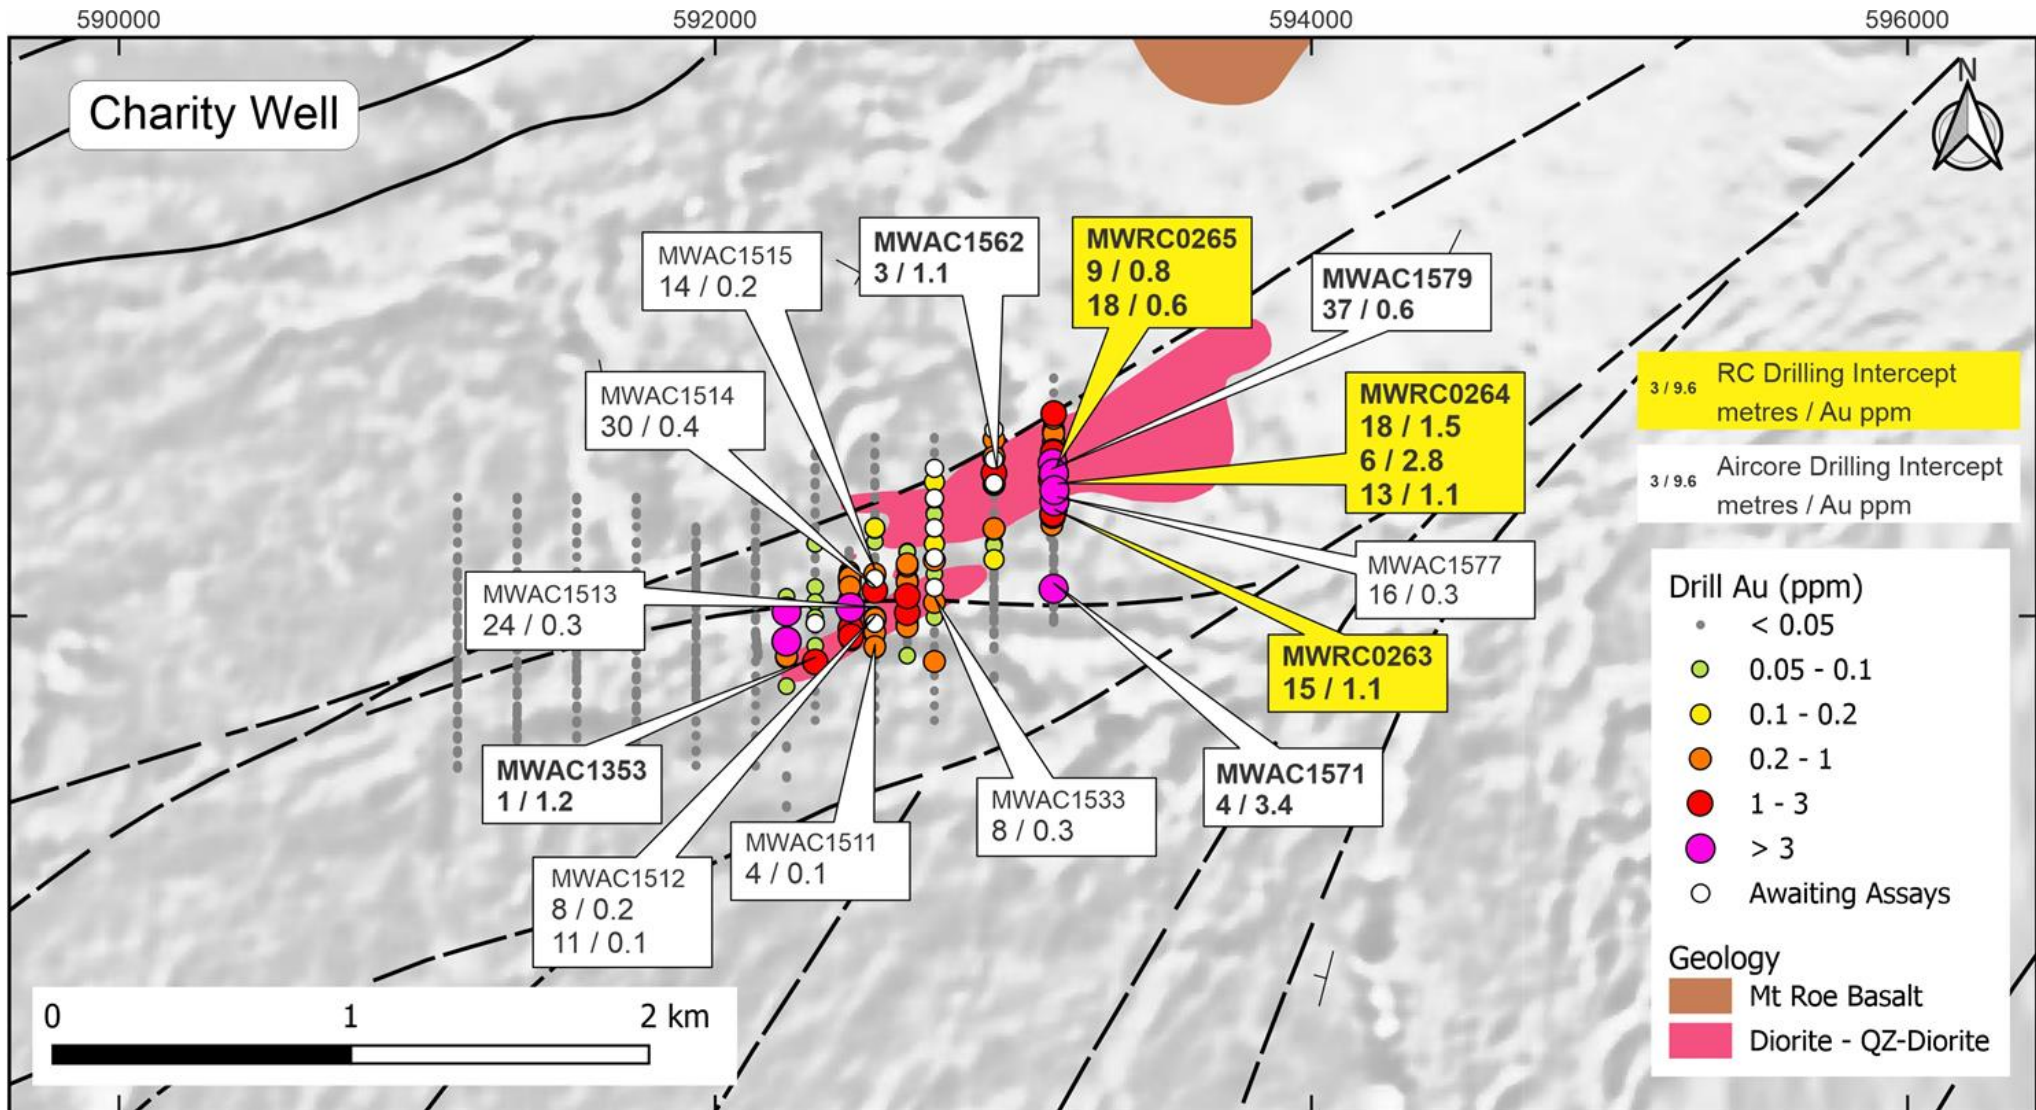 590000
592000
594000
596000
Charity Well
N
MWAC1515
14 / 0.2
MWAC1562
3 / 1.1
MWRC0265
9 / 0.8
18 / 0.6
MWAC1579
37 / 0.6
MWAC1514
30 / 0.4
MWRC0264
18 / 1.5
6 / 2.8
13 / 1.1
3 / 9.6 RC Drilling Intercept
metres / Au ppm
3 / 9.6 Aircore Drilling Intercept
metres / Au ppm
MWAC1513
24 / 0.3
MWAC1577
16 / 0.3
MWRC0263
15 / 1.1
MWAC1353
1 / 1.2
MWAC1512
8 / 0.2
11 / 0.1
MWAC1511
4 / 0.1
MWAC1533
8 / 0.3
MWAC1571
4 / 3.4
Drill Au (ppm)
< 0.05
0.05 - 0.1
0.1 - 0.2
0.2 - 1
1 - 3
> 3
Awaiting Assays
Geology
Mt Roe Basalt
Diorite - QZ-Diorite
0 1 2 km